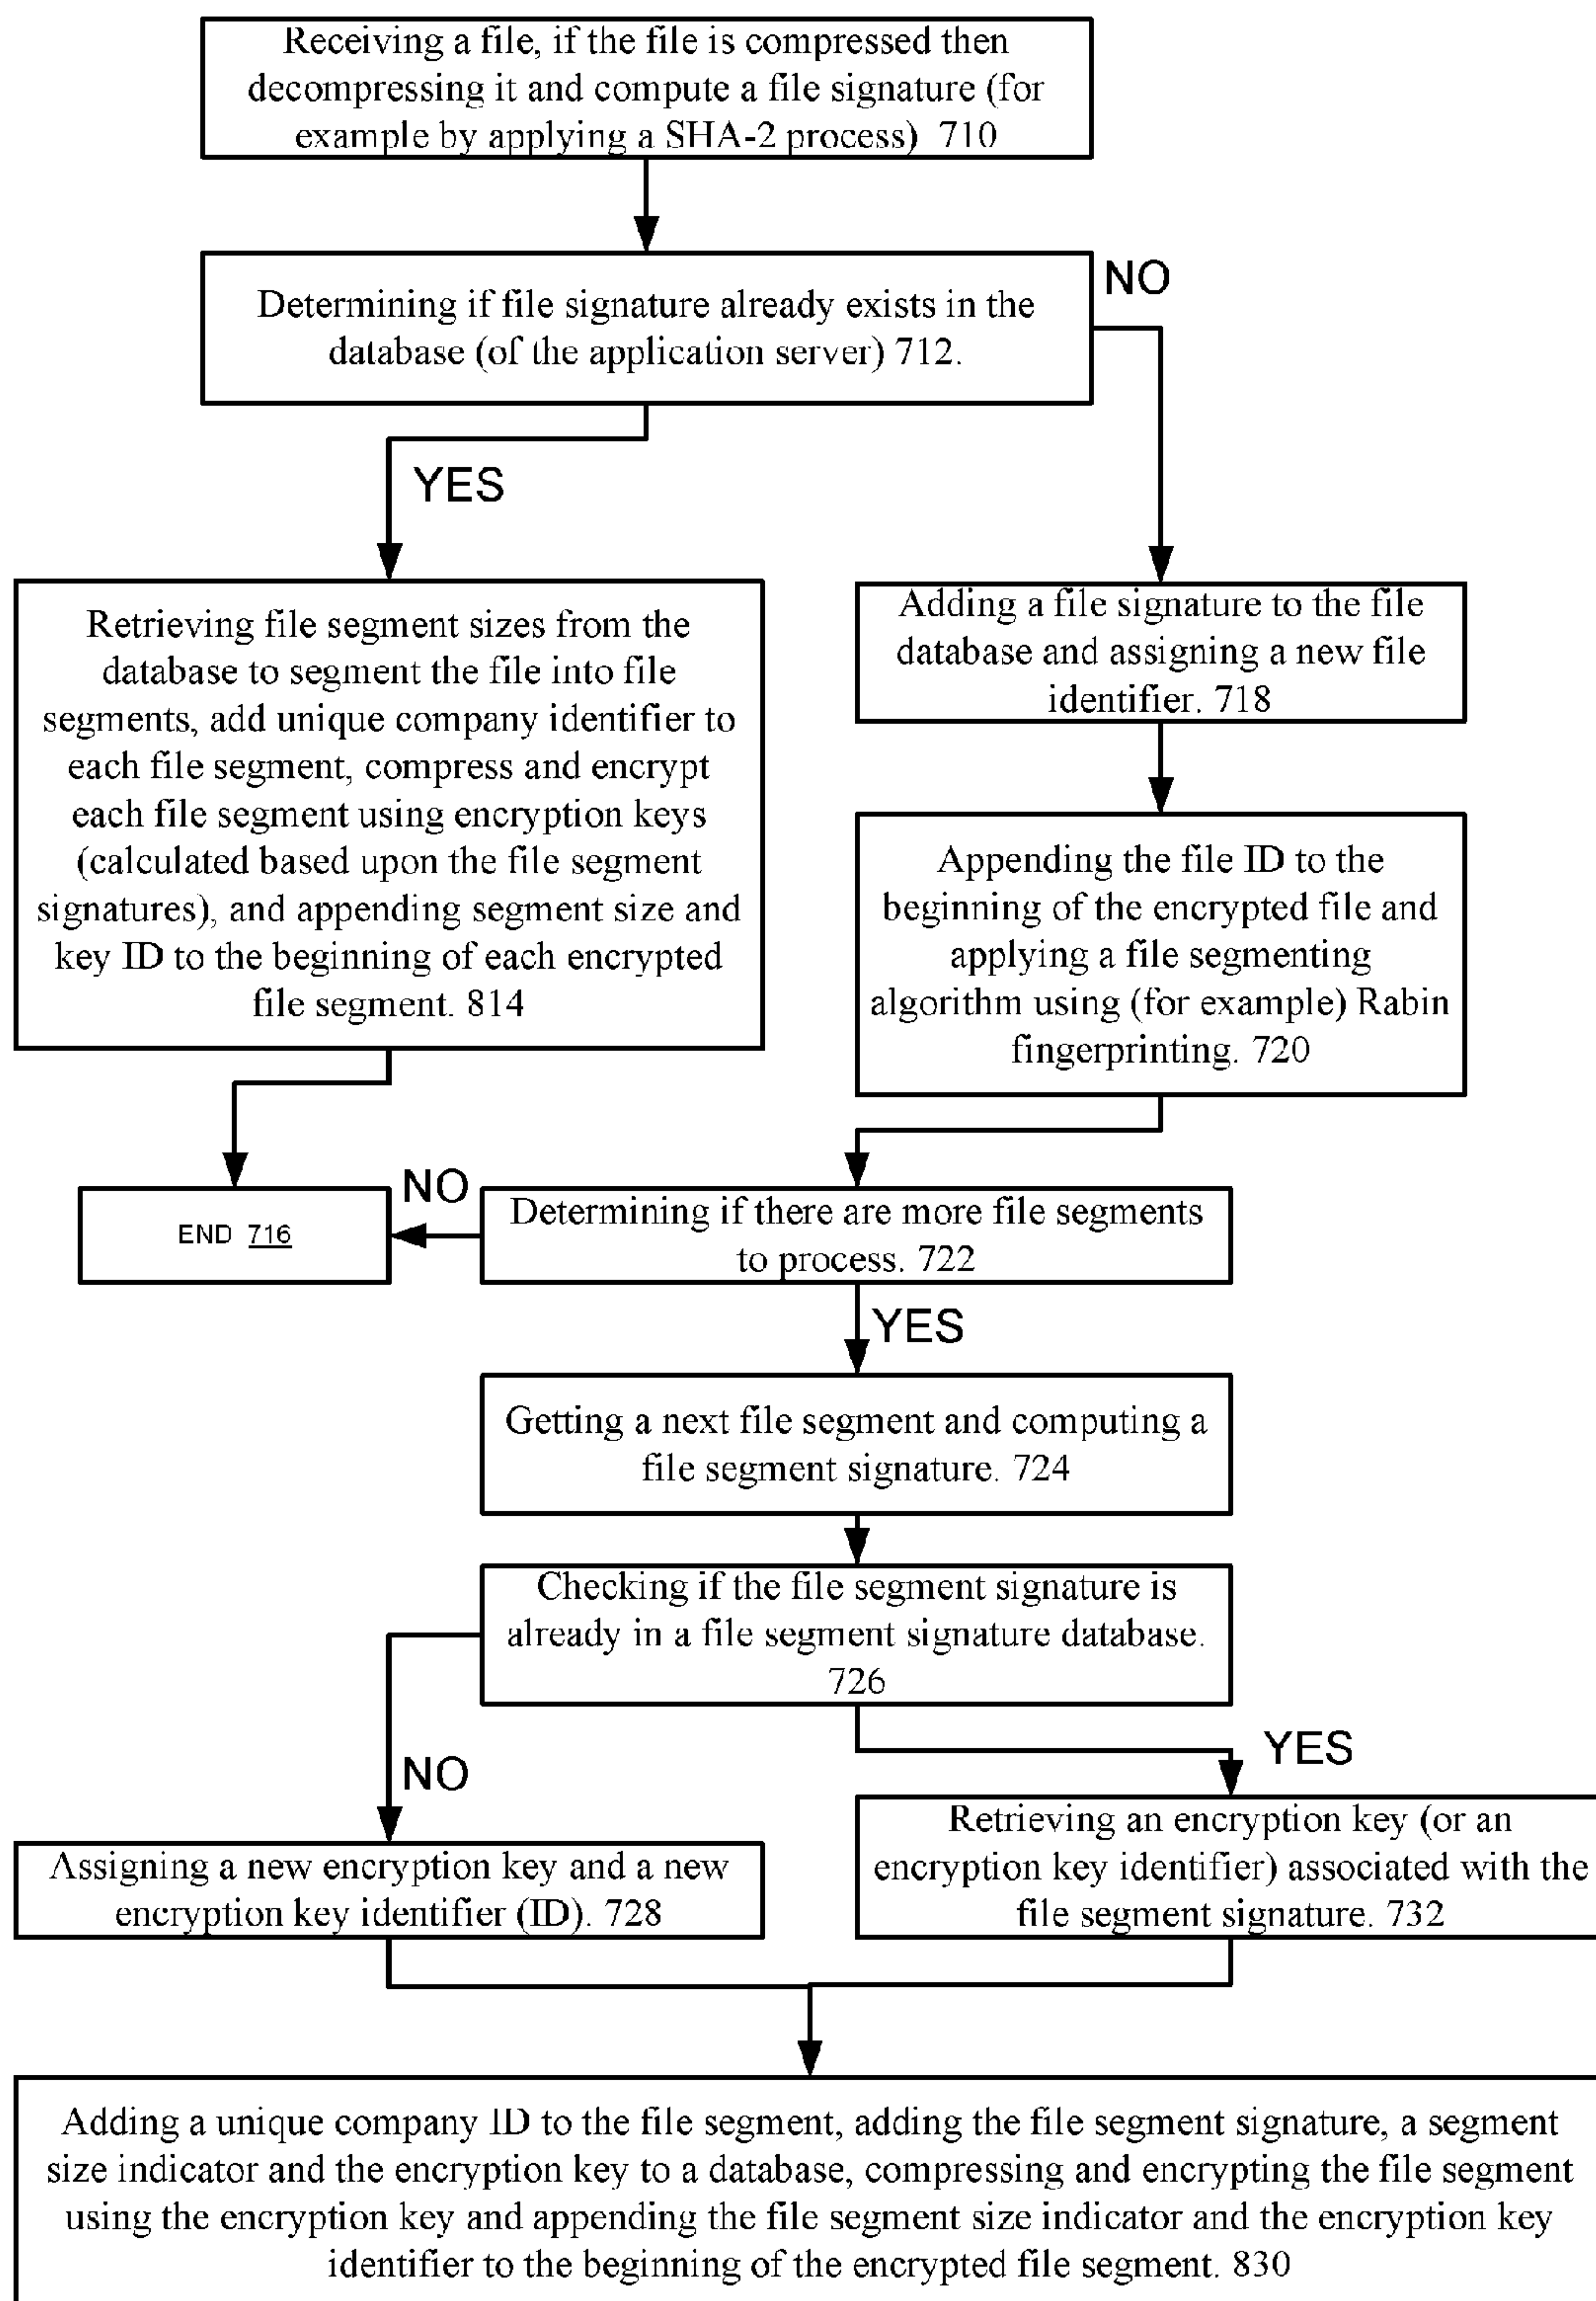 Receiving a file, if the file is compressed then
decompressing it and compute a file signature (for
example by applying a SHA-2 process) 710
Determining if file signature already exists in the
database (of the application server) 712.
NO
YES
Retrieving file segment sizes from the
database to segment the file into file
segments, add unique company identifier to
each file segment, compress and encrypt
each file segment using encryption keys
(calculated based upon the file segment
signatures), and appending segment size and
key ID to the beginning of each encrypted
file segment. 814
Adding a file signature to the file
database and assigning a new file
identifier. 718
Appending the file ID to the
beginning of the encrypted file and
applying a file segmenting
algorithm using (for example) Rabin
fingerprinting. 720
END 716
NO
Determining if there are more file segments
to process. 722
YES
Getting a next file segment and computing a
file segment signature. 724
Checking if the file segment signature is
already in a file segment signature database.
726
NO
YES
Assigning a new encryption key and a new
encryption key identifier (ID). 728
Retrieving an encryption key (or an
encryption key identifier) associated with the
file segment signature. 732
Adding a unique company ID to the file segment, adding the file segment signature, a segment
size indicator and the encryption key to a database, compressing and encrypting the file segment
using the encryption key and appending the file segment size indicator and the encryption key
identifier to the beginning of the encrypted file segment. 830